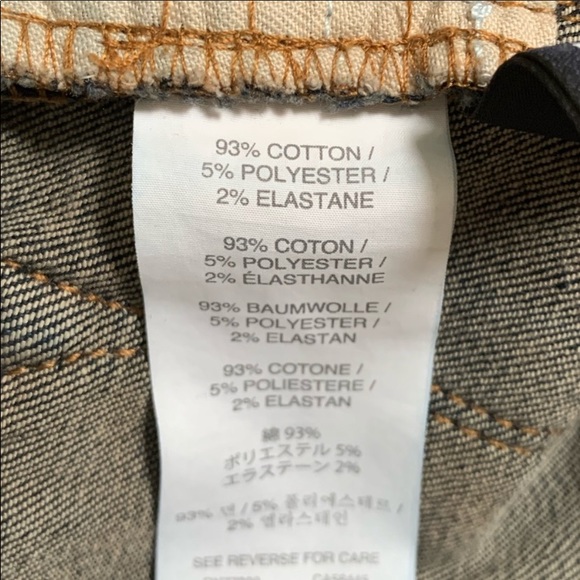 93% COTTON /
5% POLYESTER /
2% ELASTANE
93% COTON /
5% POLYESTER /
2% ÉLASTHANNE
93% BAUMWOLLE /
5% POLYESTER /
2% ELASTAN
93% COTONE /
5% POLIESTERE /
2% ELASTAN
綿 93%
ポリエステル 5%
エラステーン 2%
93% 면 / 5% 폴리에스테르 /
2% 엘라스테인
SEE REVERSE FOR CARE